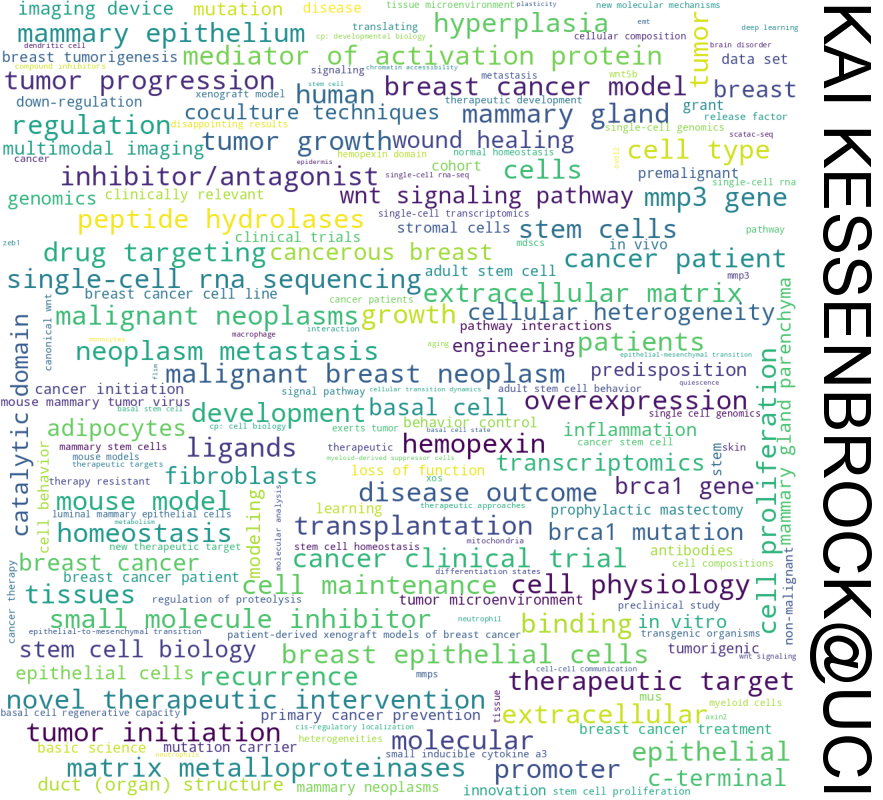 imaging device mutation disease tissue microenvironment plasticity new molecular mechanisms
mammary epithelium translating hyperplasia emt deep learning
cp: developmental biology cellular composition tumor
dendritic cell brain disorder
breast tumorigenesis mediator of activation protein data set
compound inhibitors signaling chromatin accessibility
tumor progression metastasis wnt5b
stem cell breast cancer model breast
xenograft model human therapeutic development
down-regulation grant
coculture techniques mammary gland release factor
regulation disappointing results single-cell genomics
tumor growth wound healing scatac-seq
multimodal imaging normal homeostasis cell type
cancer hemopexin domain
epidermis cohort cells premalignant
inhibitor/antagonist single-cell rna-seq single-cell rna
genomics clinically relevant wnt signaling pathway mmp3 gene
peptide hydrolases single-cell transcriptomics
stromal cells stem cells pathway
clinical trials
zeb1 mdscs in vivo
drug targeting cancerous breast cancer patient
single-cell rna sequencing adult stem cell mmp3
breast cancer cell line extracellular matrix
cancer patients
malignant neoplasms growth cellular heterogeneity
canonical wnt interaction pathway interactions
macrophage
monocytes aging engineering patients
neoplasm metastasis epithelial-mesenchymal transition
malignant breast neoplasm predisposition
quiescence
cancer initiation signal pathway cellular transition dynamics adult stem cell behavior
mouse mammary tumor virus overexpression
basal stem cell development basal cell single cell genomics
adipocytes cp: cell biology exerts tumor behavior control inflammation
basal cell state
mammary stem cells ligands therapeutic hemopexin cancer stem cell
skin
mouse models myeloid-derived suppressor cells
therapeutic targets transcriptomics stem
therapy resistant fibroblasts loss of function
xos
catalytic domain disease outcome brca1 gene
mouse model
cell behavior learning therapeutic approaches prophylactic mastectomy
luminal mammary epithelial cells
metabolism
homeostasis modeling molecular analysis transplantation brca1 mutation
new therapeutic target stem cell homeostasis mitochondria
antibodies
breast cancer cancer clinical trial cell compositions
breast cancer patient differentiation states
cell maintenance cell physiology
tissues regulation of proteolysis tumor microenvironment preclinical study
small molecule inhibitor neutrophil binding in vitro
epithelial-to-mesenchymal transition transgenic organisms
patient-derived xenograft models of breast cancer
cancer therapy cell proliferation mammary gland parenchyma non-malignant
stem cell biology breast epithelial cells tumorigenic
wnt signaling
epithelial cells recurrence mmps cell-cell communication
therapeutic target
novel therapeutic intervention tissue mus
myeloid cells
basal cell regenerative capacity primary cancer prevention extracellular axin2
tumor initiation cis-regulatory localization breast cancer treatment
heterogeneities molecular
basic science mutation carrier epithelial
neutrophils small inducible cytokine a3
matrix metalloproteinases promoter
c-terminal
duct (organ) structure mammary neoplasms innovation stem cell proliferation
KAI KESSENBROCK@UCI